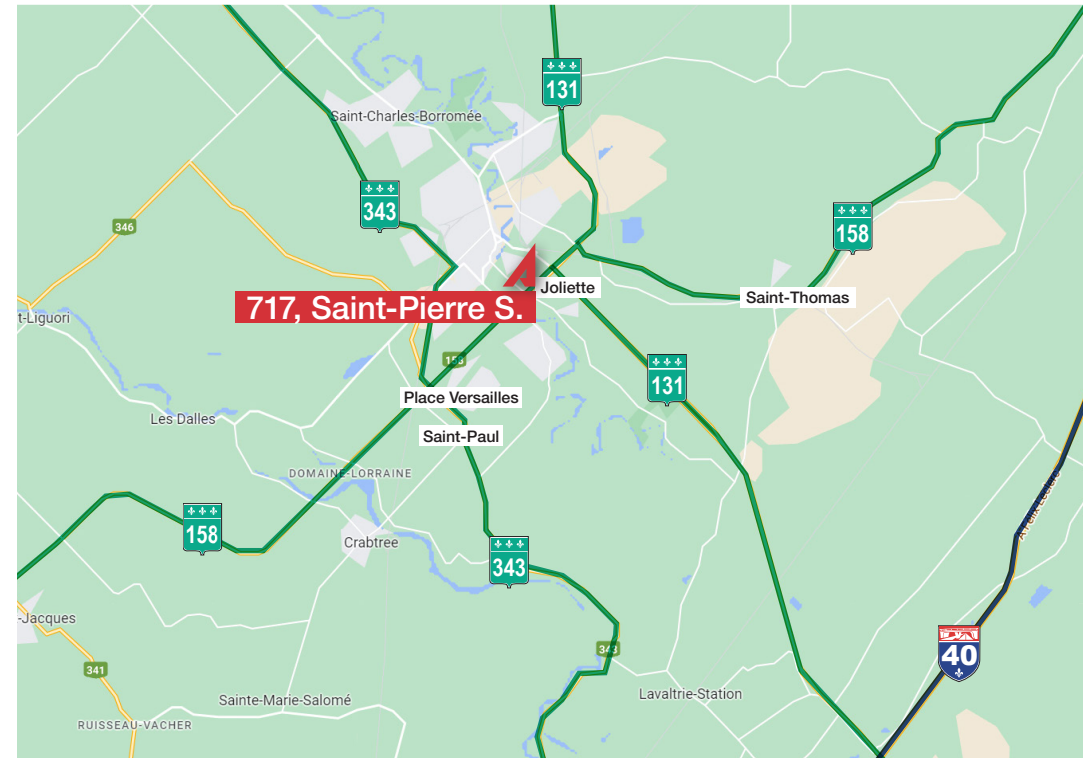 131
Saint-Charles-Borromée
343
346
158
Joliette
Saint-Thomas
717, Saint-Pierre S.
t-Liguori
158
131
Place Versailles
Les Dalles
Saint-Paul
DOMAINE-LORRAINE
158
Crabtree
343
A Félix Leclerc
-Jacques
40
343
341
Lavaltrie-Station
Sainte-Marie-Salomé
RUISSEAU-VACHER